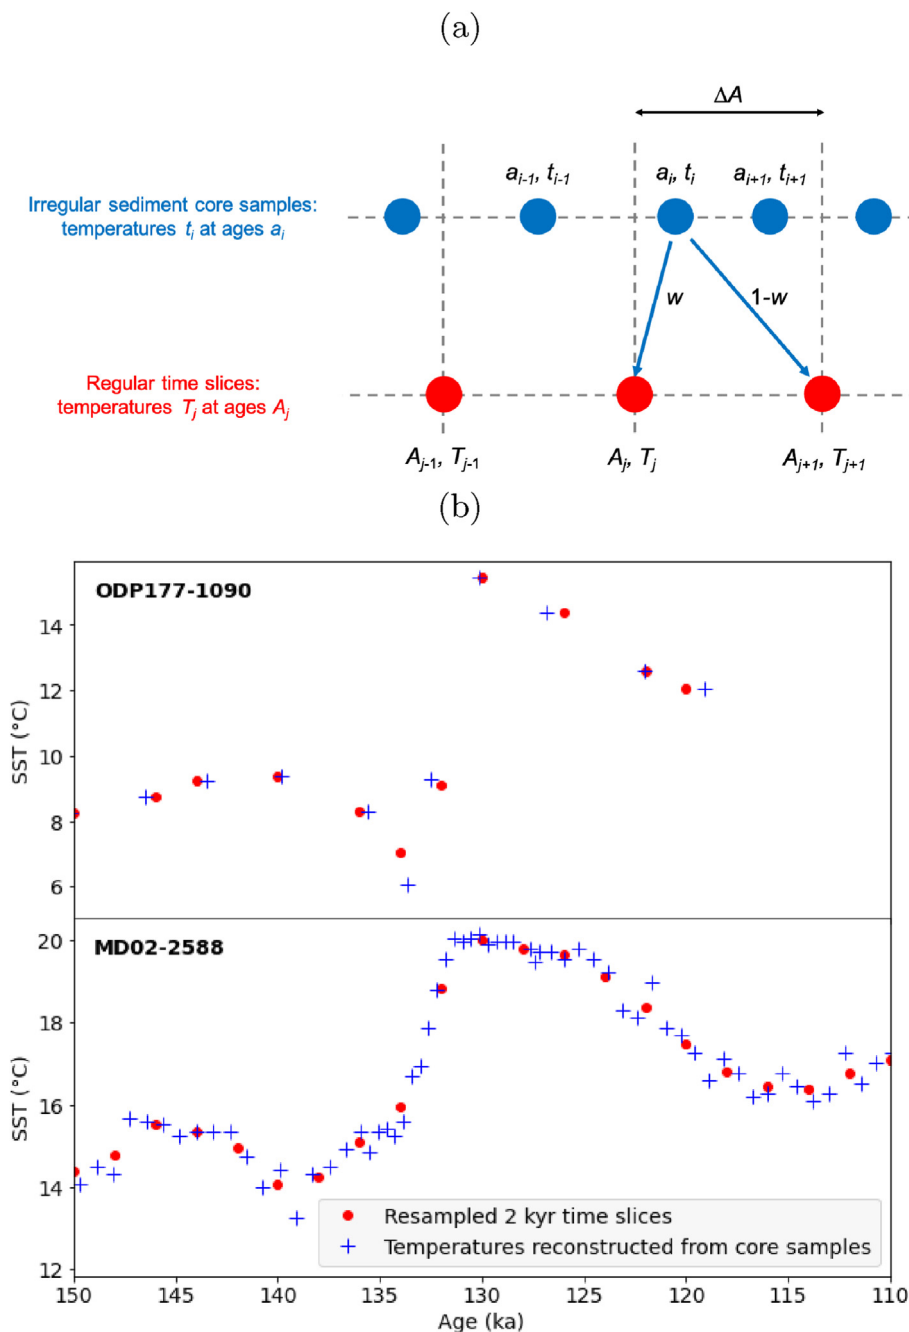 (a)
ΔA
a_{i-1}, t_{i-1} a_i, t_i a_{i+1}, t_{i+1}
Irregular sediment core samples:
temperatures t_i at ages a_i
w 1-w
Regular time slices:
temperatures T_j at ages A_j
A_{j-1}, T_{j-1} A_j, T_j A_{j+1}, T_{j+1}
(b)
ODP177-1090
14
12
10
8
6
SST (°C)
MD02-2588
20
18
16
14
12
SST (°C)
Resampled 2 kyr time slices
Temperatures reconstructed from core samples
150 145 140 135 130 125 120 115 110
Age (ka)